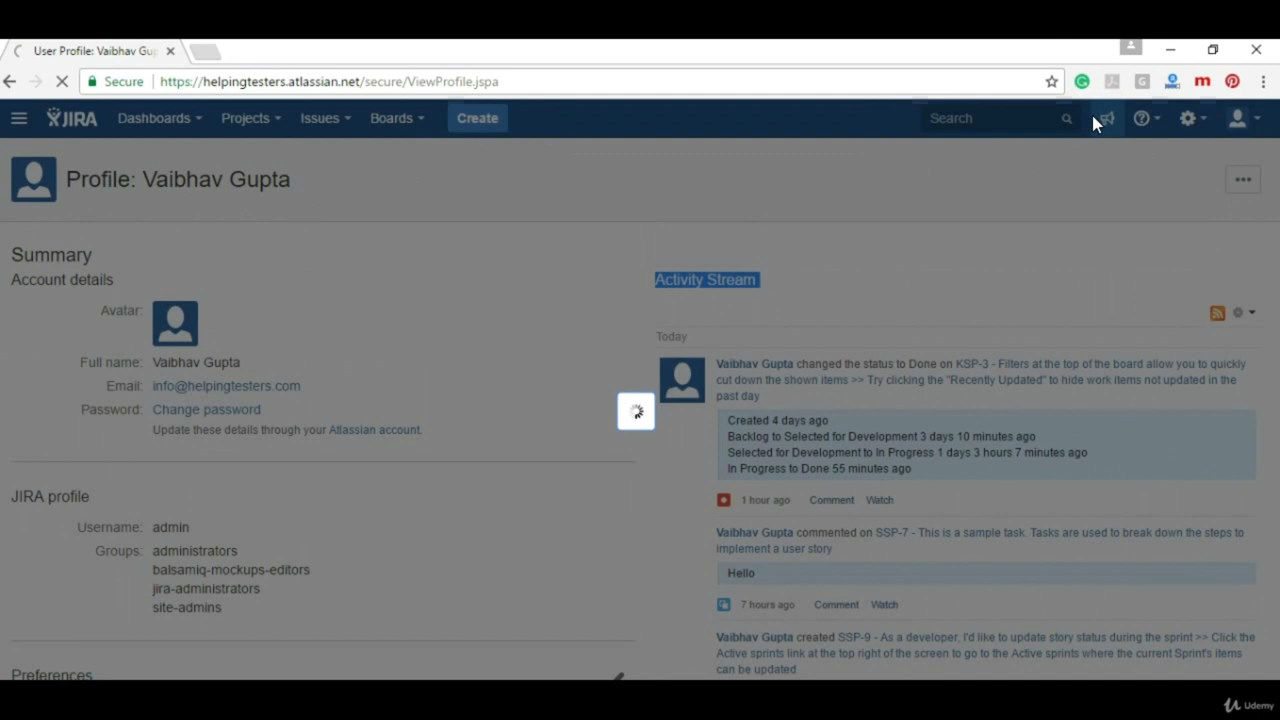 User Profile: Vaibhav Gup
Secure | https://helpingtesters.atlassian.net/secure/ViewProfile.jspa
JIRA Dashboards Projects Issues Boards Create Search
Profile: Vaibhav Gupta
Summary
Account details
Avatar:
Full name: Vaibhav Gupta
Email: info@helpingtesters.com
Password: Change password
Update these details through your Atlassian account.
JIRA profile
Username: admin
Groups: administrators
balsamiq-mockups-editors
jira-administrators
site-admins
Preferences
Activity Stream
Today
Vaibhav Gupta changed the status to Done on KSP-3 - Filters at the top of the board allow you to quickly
cut down the shown items >> Try clicking the "Recently Updated" to hide work items not updated in the
past day
Created 4 days ago
Backlog to Selected for Development 3 days 10 minutes ago
Selected for Development to In Progress 1 days 3 hours 7 minutes ago
In Progress to Done 55 minutes ago
1 hour ago Comment Watch
Vaibhav Gupta commented on SSP-7 - This is a sample task. Tasks are used to break down the steps to
implement a user story
Hello
7 hours ago Comment Watch
Vaibhav Gupta created SSP-9 - As a developer, I'd like to update story status during the sprint >> Click the
Active sprints link at the top right of the screen to go to the Active sprints where the current Sprint's items
can be updated
Udemy